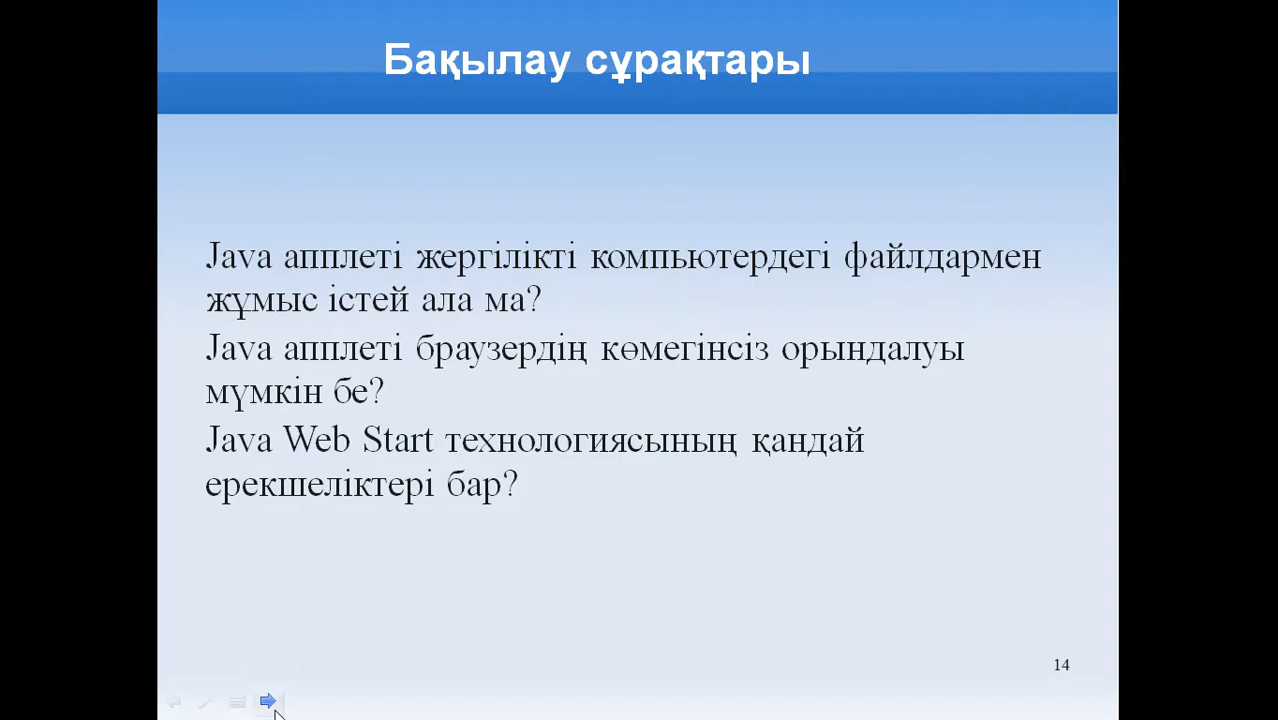 Бақылау сұрақтары
Java апплеті жергілікті компьютердегі файлдармен
жұмыс істей ала ма?
Java апплеті браузердің көмегінсіз орындалуы
мүмкін бе?
Java Web Start технологиясының қандай
ерекшеліктері бар?
14